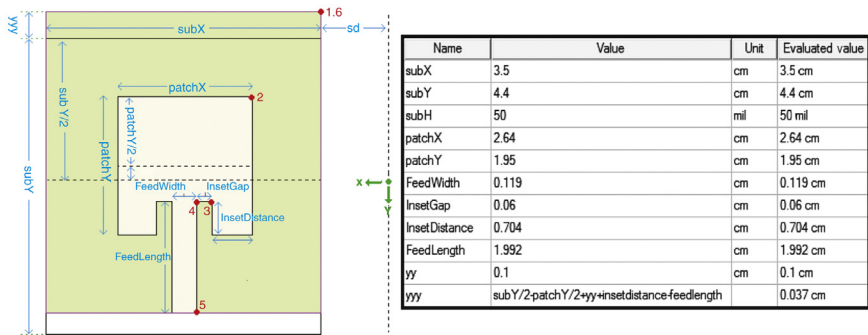 yyy
1.6
subX
sd
sub Y/2
patchX
2
patchY/2
patchY
subY
FeedWidth
InsetGap
4
3
InsetDistance
FeedLength
5
x
Y
Name Value Unit Evaluated value
subX 3.5 cm 3.5 cm
subY 4.4 cm 4.4 cm
subH 50 mil 50 mil
patchX 2.64 cm 2.64 cm
patchY 1.95 cm 1.95 cm
FeedWidth 0.119 cm 0.119 cm
InsetGap 0.06 cm 0.06 cm
InsetDistance 0.704 cm 0.704 cm
FeedLength 1.992 cm 1.992 cm
yy 0.1 cm 0.1 cm
yyy subY/2-patchY/2+yy+insetdistance-feedlength 0.037 cm